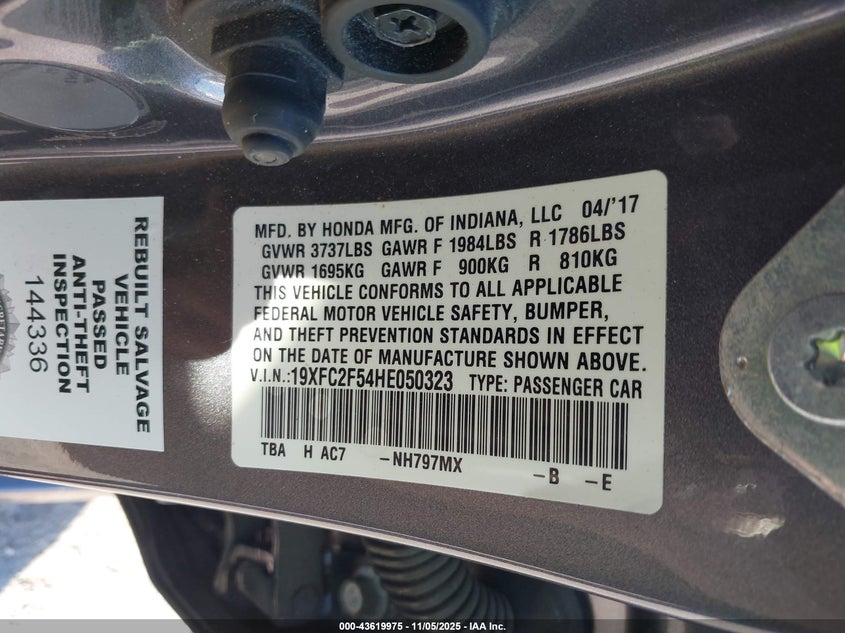 MFD. BY HONDA MFG. OF INDIANA, LLC 04/'17
GVWR 3737LBS GAWR F 1984LBS R 1786LBS
GVWR 1695KG GAWR F 900KG R 810KG
THIS VEHICLE CONFORMS TO ALL APPLICABLE
FEDERAL MOTOR VEHICLE SAFETY, BUMPER,
AND THEFT PREVENTION STANDARDS IN EFFECT
ON THE DATE OF MANUFACTURE SHOWN ABOVE.
V.I.N.:19XFC2F54HE050323 TYPE: PASSENGER CAR
TBA H AC7 -NH797MX -B -E
REBUILT SALVAGE
VEHICLE
PASSED
ANTI-THEFT
INSPECTION
144336
000-43619975 - 11/05/2025 - IAA Inc.